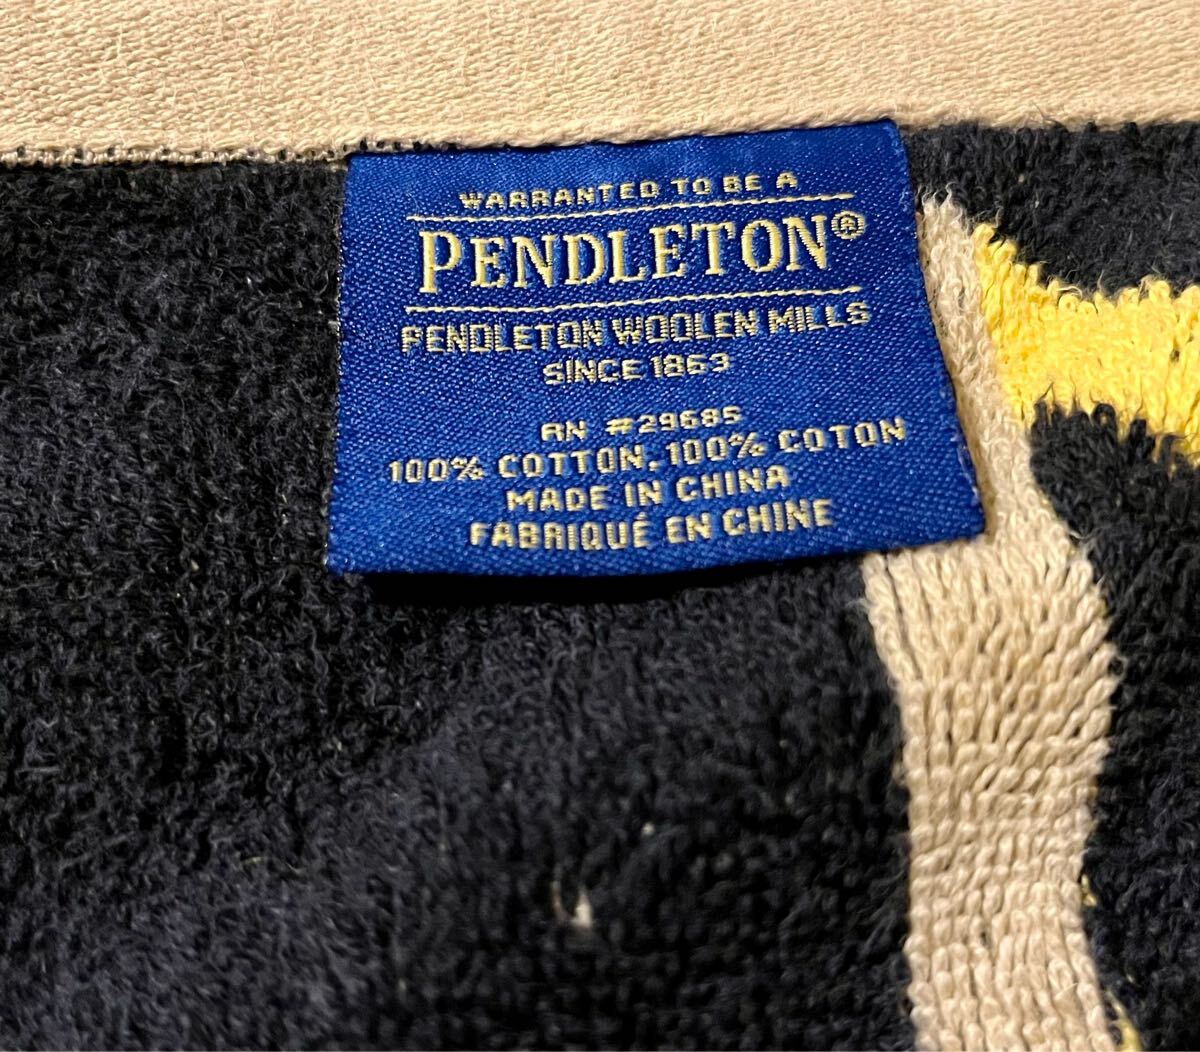 WARRANTED TO BE A
PENDLETON®
PENDLETON WOOLEN MILLS
SINCE 1863
RN #29685
100% COTTON, 100% COTON
MADE IN CHINA
FABRIQUÉ EN CHINE